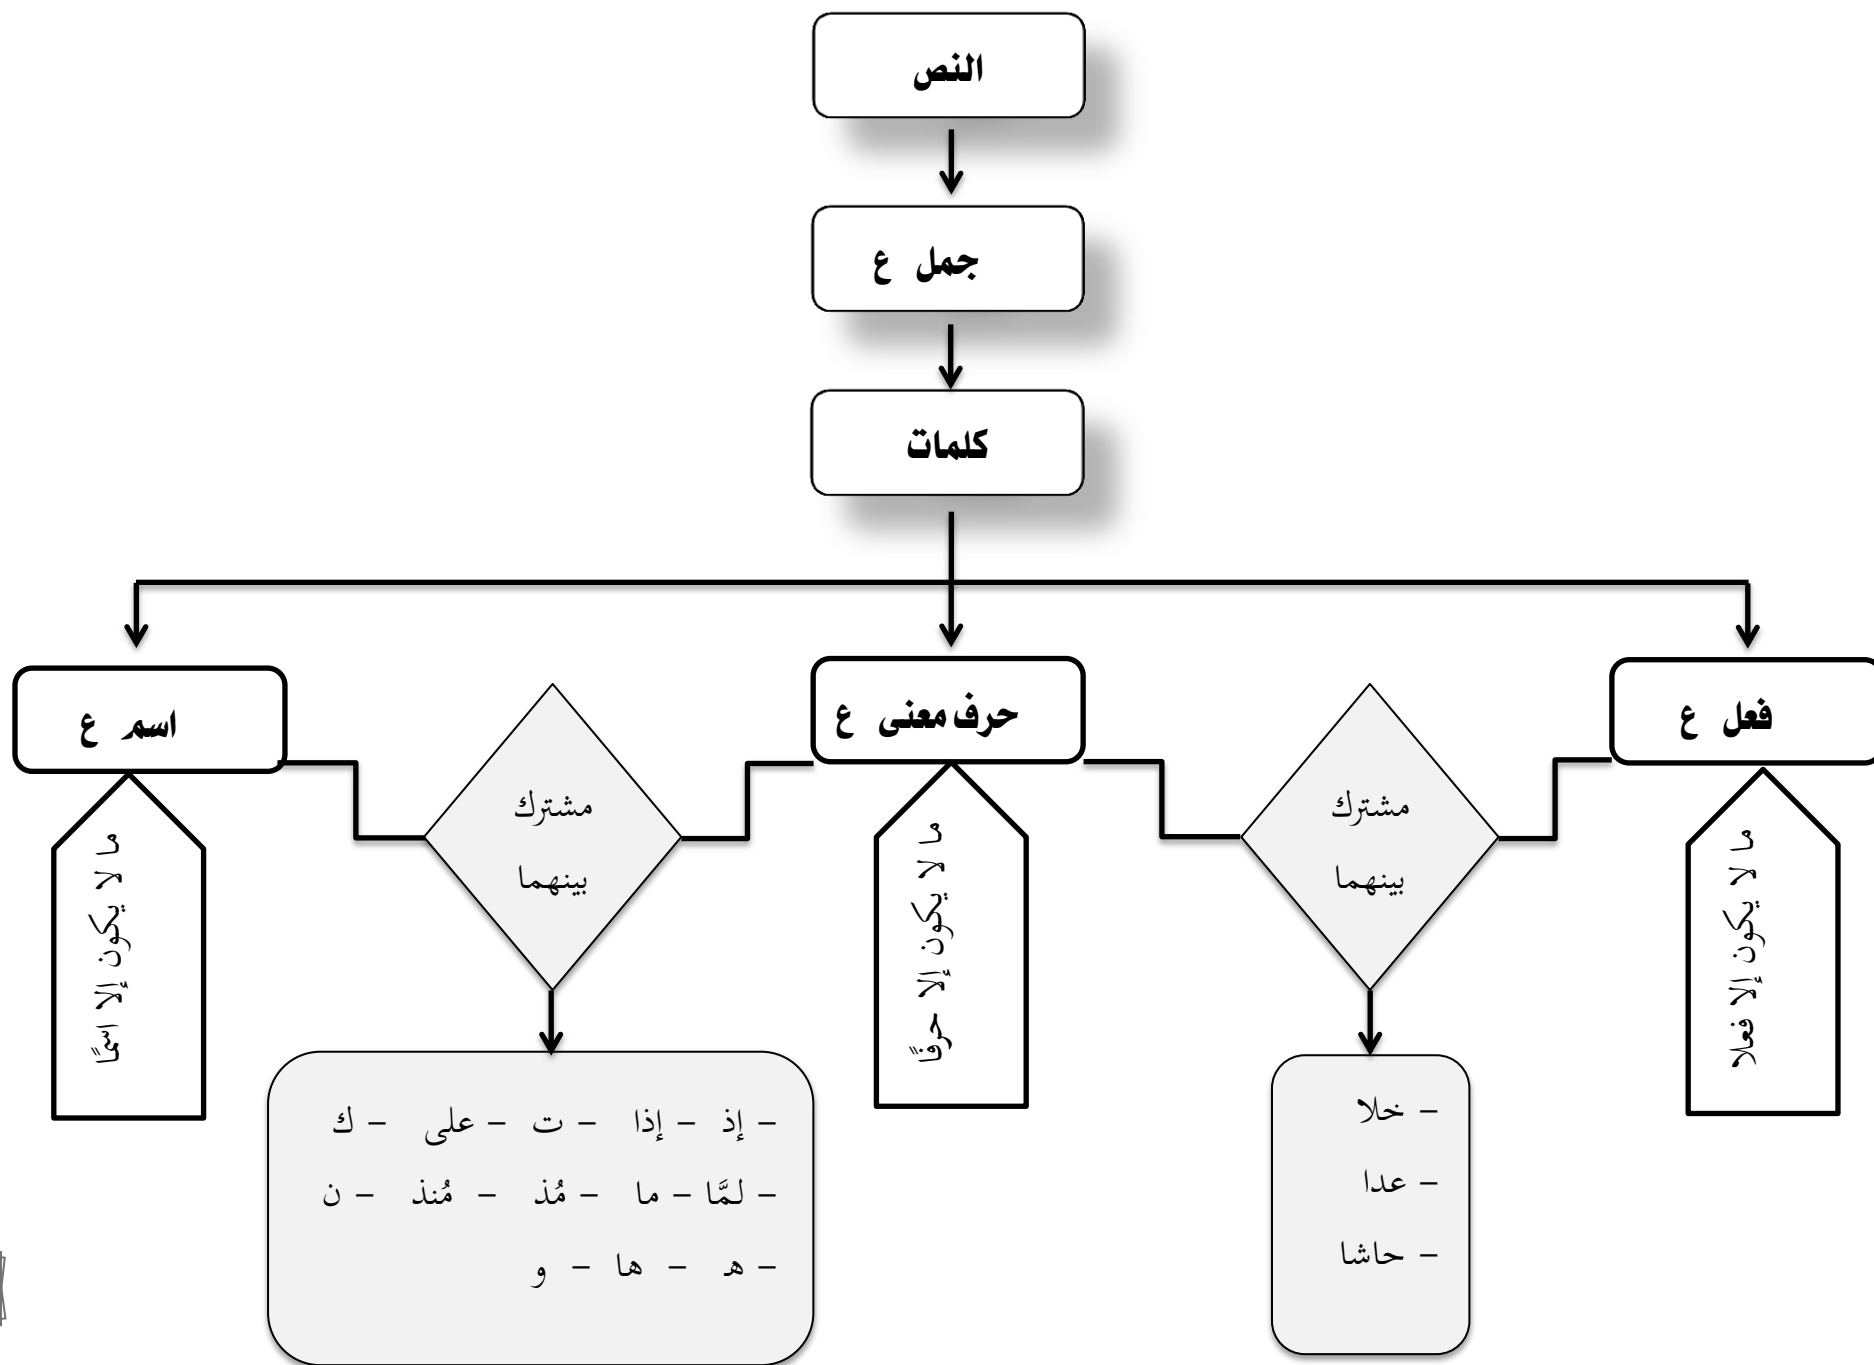 النص
جمل ع
كلمات
فعل ع
حرف معنى ع
اسم ع
مشترك
بينهما
مشترك
بينهما
ما لا يكون إلا فعلا
ما لا يكون إلا حرفًا
ما لا يكون إلا اسمًا
– خلا
– عدا
– حاشا
– إذ – إذا – ت – على – ك
– لمَّا – ما – مُذ – مُنذ – ن
– هـ – ها – و